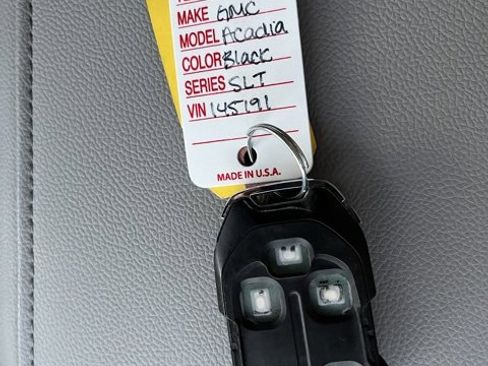 MAKE GMC
MODEL Acadia
COLOR Black
SERIES SLT
VIN 145191
MADE IN U.S.A.